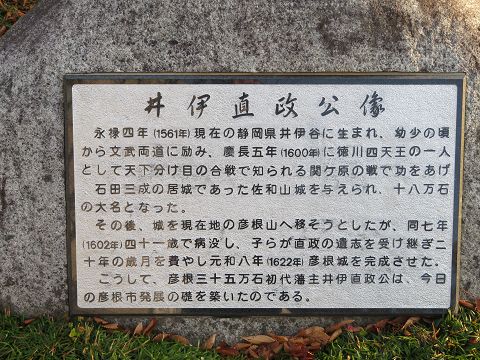 井伊直政公像
永禄四年(1561年)現在の静岡県井伊谷に生まれ、幼少の頃
から文武両道に励み、慶長五年(1600年)に徳川四天王の一人
として天下分け目の合戦で知られる関ケ原の戦で功をあげ
石田三成の居城であった佐和山城を与えられ、十八万石
の大名となった。
その後、城を現在地の彦根山へ移そうとしたが、同七年
(1602年)四十一歳で病没し、子らが直政の遺志を受け継ぎ二
十年の歳月を費やし元和八年(1622年)彦根城を完成させた。
こうして、彦根三十五万石初代藩主井伊直政公は、今日
の彦根市発展の礎を築いたのである。